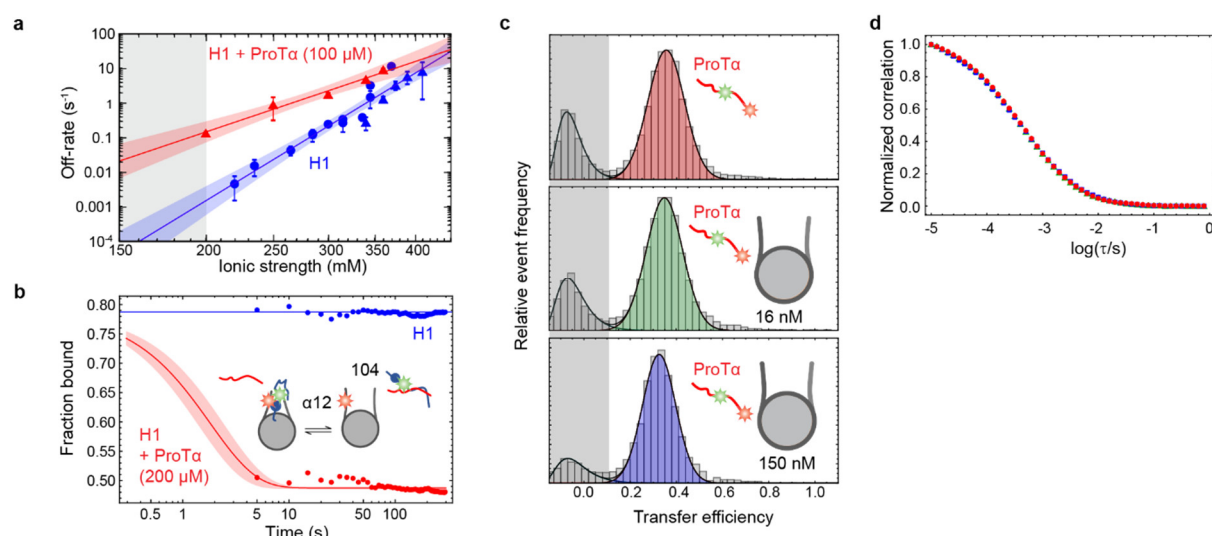 a
Off-rate (s⁻¹)
100
10
1
0.1
0.01
0.001
10⁻⁴
H1 + ProTα (100 µM)
H1
150
200
250
300
350
400
Ionic strength (mM)
b
Fraction bound
0.80
0.75
0.70
0.65
0.60
0.55
0.50
H1
104
α12
H1
+ ProTα
(200 µM)
0.5
1
5
10
50
100
Time (s)
c
Relative event frequency
ProTα
ProTα
16 nM
ProTα
150 nM
0.0
0.2
0.4
0.6
0.8
1.0
Transfer efficiency
d
Normalized correlation
1.0
0.8
0.6
0.4
0.2
0.0
-5
-4
-3
-2
-1
0
log(τ/s)